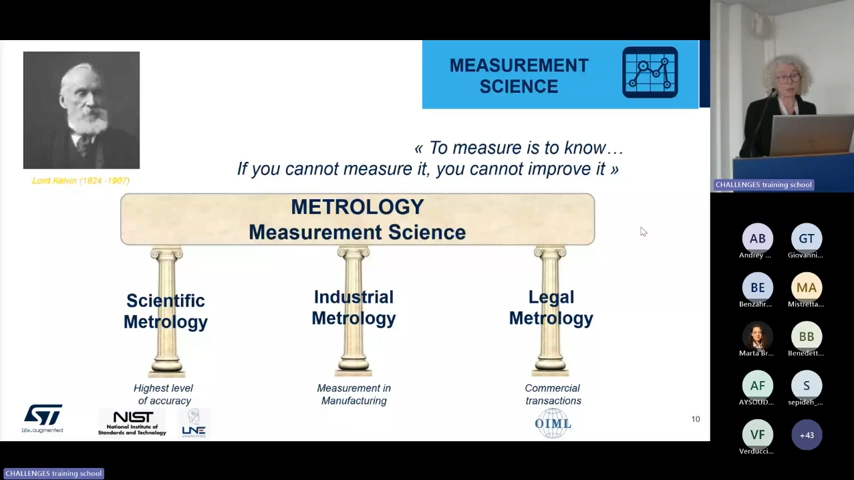 MEASUREMENT
SCIENCE
« To measure is to know…
If you cannot measure it, you cannot improve it »
Lord Kelvin (1824 -1907)
METROLOGY
Measurement Science
Scientific
Metrology
Industrial
Metrology
Legal
Metrology
Highest level
of accuracy
Measurement in
Manufacturing
Commercial
transactions
ST
life.augmented
NIST
National Institute of
Standards and Technology
LNE
OIML
10
CHALLENGES training school
AB
Andrey ...
GT
Giovanni...
BE
Benzahr...
MA
Mistretta...
Marta Br...
BB
Benedett...
AF
AYSOUD...
S
sepideh_...
VF
Verducci...
+43
CHALLENGES training school